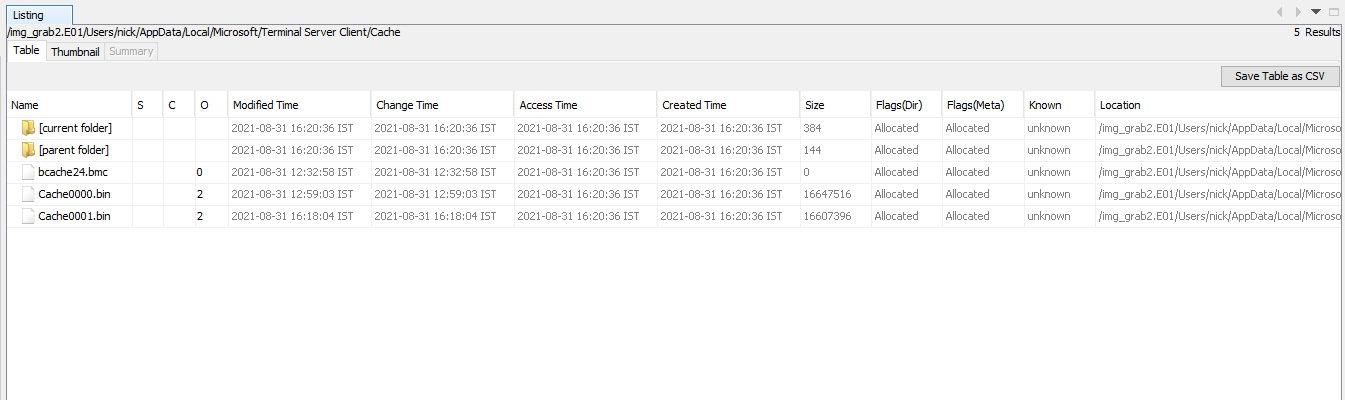 Listing
/img_grab2.E01/Users/nick/AppData/Local/Microsoft/Terminal Server Client/Cache 5 Results
Table Thumbnail Summary
Save Table as CSV
Name S C O Modified Time Change Time Access Time Created Time Size Flags(Dir) Flags(Meta) Known Location
[current folder] 2021-08-31 16:20:36 IST 2021-08-31 16:20:36 IST 2021-08-31 16:20:36 IST 2021-08-31 16:20:36 IST 384 Allocated Allocated unknown /img_grab2.E01/Users/nick/AppData/Local/Microso
[parent folder] 2021-08-31 16:20:36 IST 2021-08-31 16:20:36 IST 2021-08-31 16:20:36 IST 2021-08-31 16:20:36 IST 144 Allocated Allocated unknown /img_grab2.E01/Users/nick/AppData/Local/Microso
bcache24.bmc 0 2021-08-31 12:32:58 IST 2021-08-31 12:32:58 IST 2021-08-31 16:20:36 IST 2021-08-31 16:20:36 IST 0 Allocated Allocated unknown /img_grab2.E01/Users/nick/AppData/Local/Microso
Cache0000.bin 2 2021-08-31 12:59:03 IST 2021-08-31 12:59:03 IST 2021-08-31 16:20:36 IST 2021-08-31 16:20:36 IST 16647516 Allocated Allocated unknown /img_grab2.E01/Users/nick/AppData/Local/Microso
Cache0001.bin 2 2021-08-31 16:18:04 IST 2021-08-31 16:18:04 IST 2021-08-31 16:20:36 IST 2021-08-31 16:20:36 IST 16607396 Allocated Allocated unknown /img_grab2.E01/Users/nick/AppData/Local/Microso